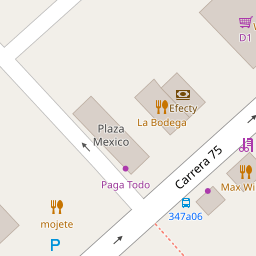 D1
Efecty
La Bodega
Plaza
Mexico
Carrera 75
Paga Todo
Max Wi
347a06
mojete
P